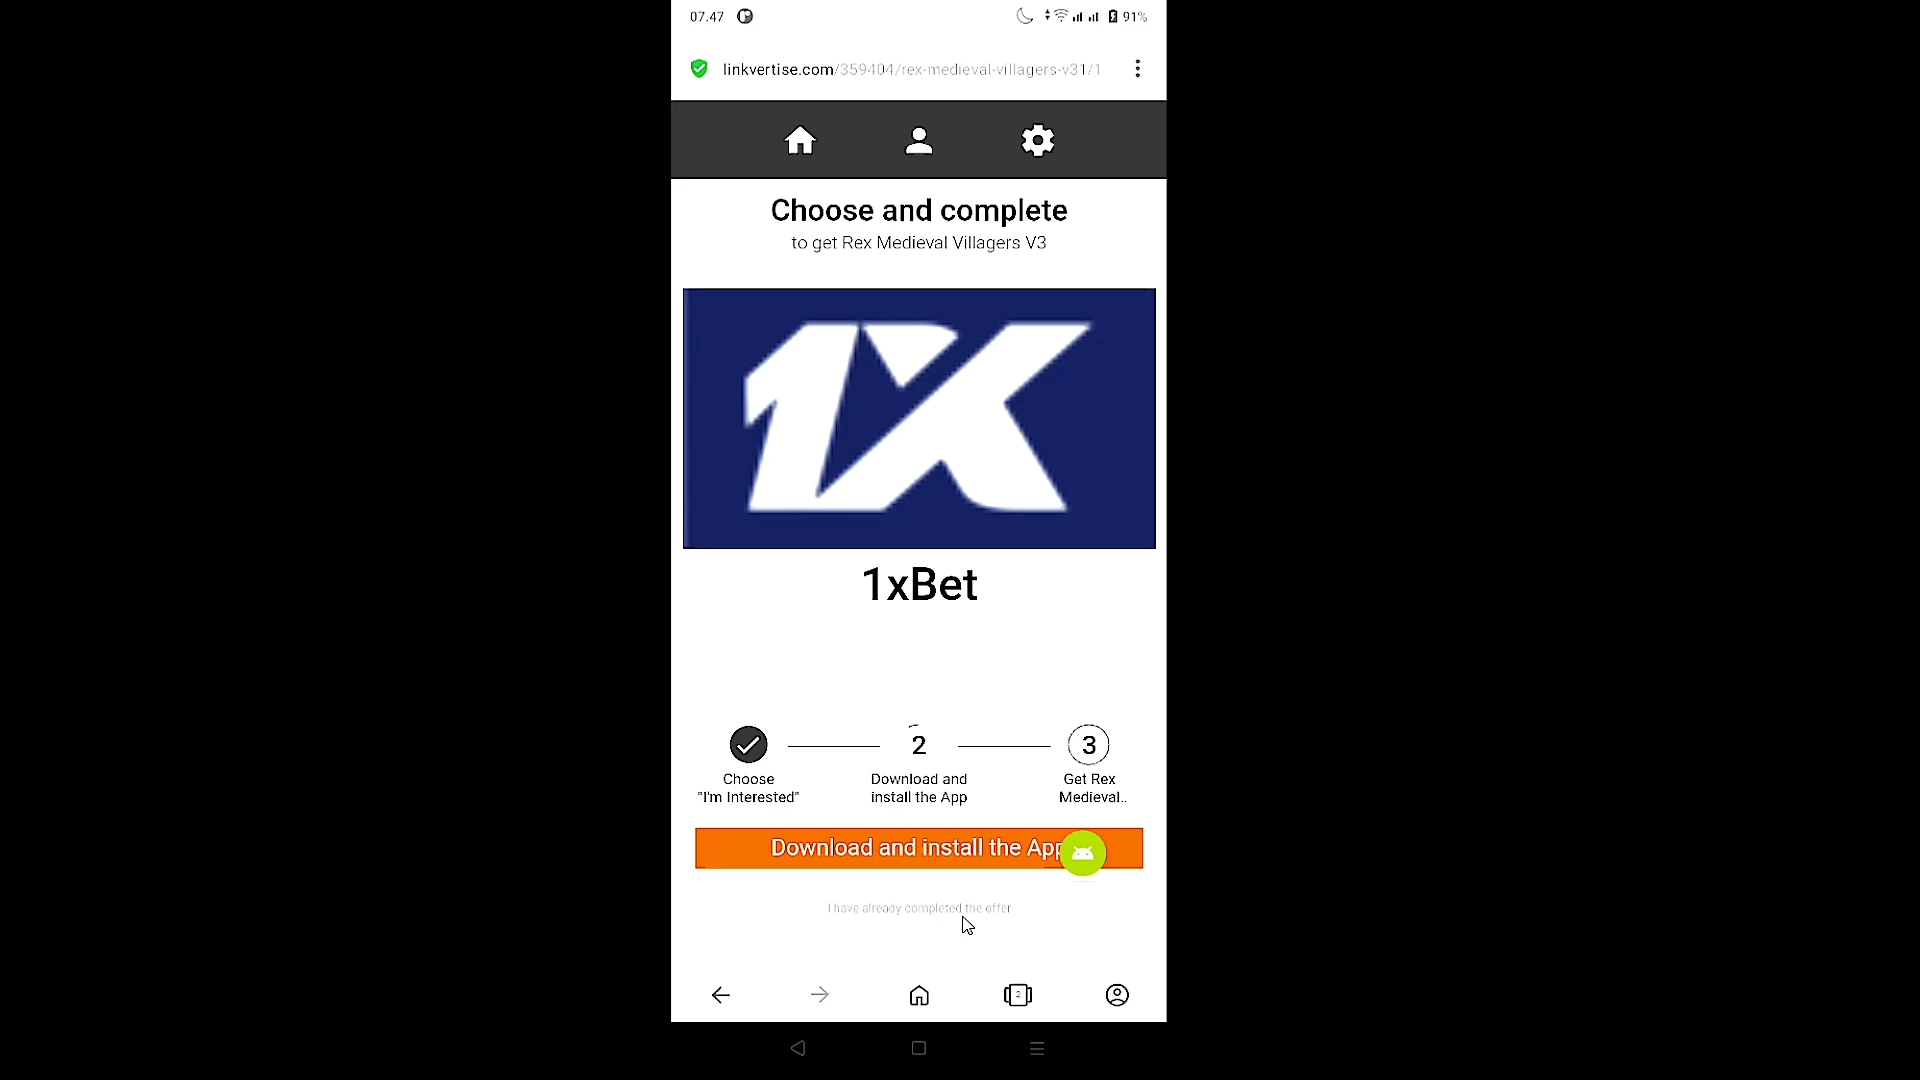 07.47
91%
linkvertise.com/359404/rex-medieval-villagers-v31/1
Choose and complete
to get Rex Medieval Villagers V3
1X
1xBet
2
3
Choose
"I'm Interested"
Download and
install the App
Get Rex
Medieval..
Download and install the App
I have already completed the offer
2